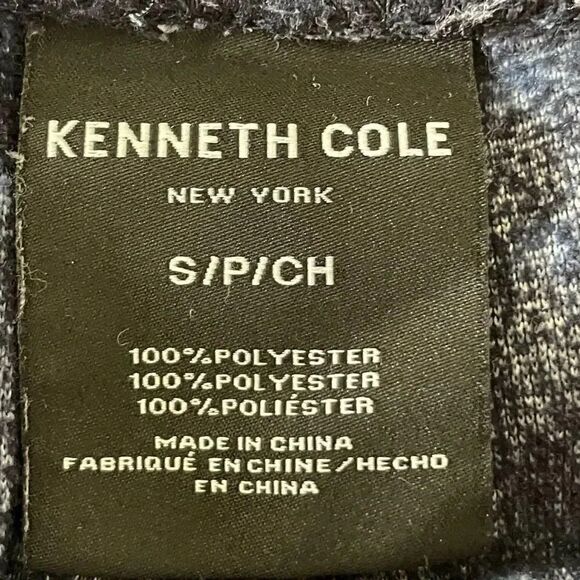 KENNETH COLE
NEW YORK
S/P/CH
100%POLYESTER
100%POLYESTER
100%POLIÉSTER
MADE IN CHINA
FABRIQUÉ EN CHINE/HECHO
EN CHINA